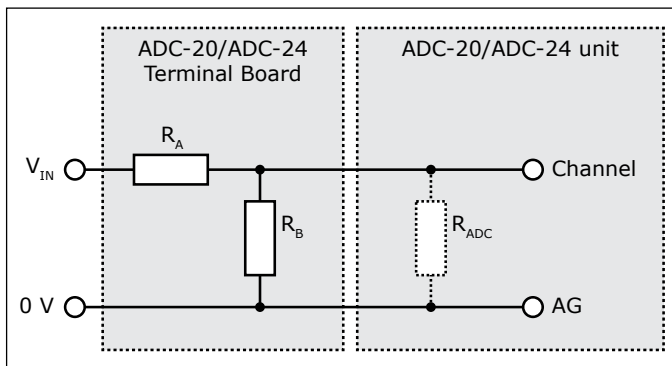 ADC-20/ADC-24
Terminal Board
ADC-20/ADC-24 unit
R_A
V_IN
Channel
R_B
R_ADC
0 V
AG